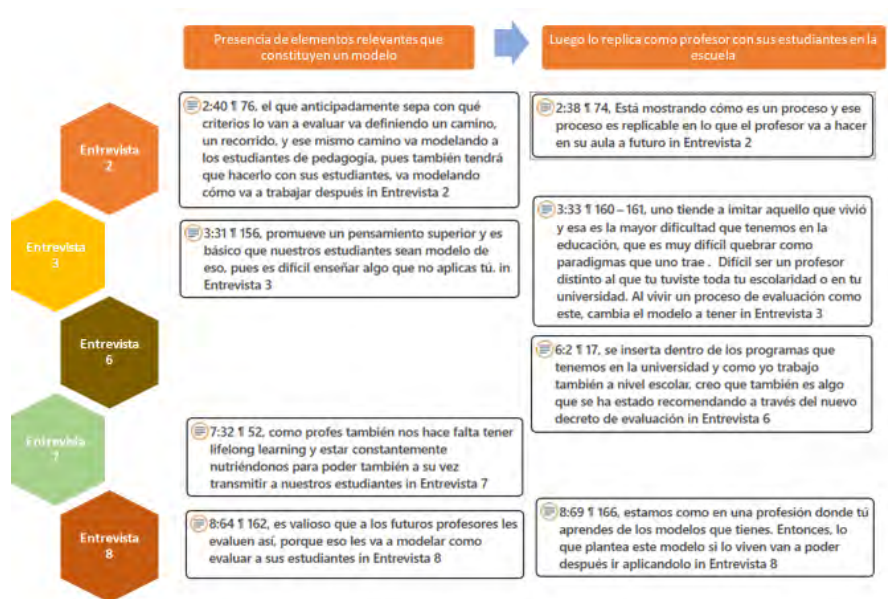 Presencia de elementos relevantes que
constituyen un modelo
Luego lo replica como profesor con sus estudiantes en la
escuela
Entrevista
2
2:40 ¶ 76, el que anticipadamente sepa con qué
criterios lo van a evaluar va definiendo un camino,
un recorrido, y ese mismo camino va modelando a
los estudiantes de pedagogía, pues también tendrá
que hacerlo con sus estudiantes, va modelando
cómo va a trabajar después in Entrevista 2
2:38 ¶ 74, Está mostrando cómo es un proceso y ese
proceso es replicable en lo que el profesor va a hacer
en su aula a futuro in Entrevista 2
Entrevista
3
3:31 ¶ 156, promueve un pensamiento superior y es
básico que nuestros estudiantes sean modelo de
eso, pues es difícil enseñar algo que no aplicas tú. in
Entrevista 3
3:33 ¶ 160 – 161, uno tiende a imitar aquello que vivió
y esa es la mayor dificultad que tenemos en la
educación, que es muy difícil quebrar como
paradigmas que uno trae . Difícil ser un profesor
distinto al que tu tuviste toda tu escolaridad o en tu
universidad. Al vivir un proceso de evaluación como
este, cambia el modelo a tener in Entrevista 3
Entrevista
6
6:2 ¶ 17, se inserta dentro de los programas que
tenemos en la universidad y como yo trabajo
también a nivel escolar, creo que también es algo
que se ha estado recomendando a través del nuevo
decreto de evaluación in Entrevista 6
Entrevista
7
7:32 ¶ 52, como profes también nos hace falta tener
lifelong learning y estar constantemente
nutriéndonos para poder también a su vez
transmitir a nuestros estudiantes in Entrevista 7
Entrevista
8
8:64 ¶ 162, es valioso que a los futuros profesores les
evaluen así, porque eso les va a modelar como
evaluar a sus estudiantes in Entrevista 8
8:69 ¶ 166, estamos como en una profesión donde tú
aprendes de los modelos que tienes. Entonces, lo
que plantea este modelo si lo viven van a poder
después ir aplicandolo in Entrevista 8